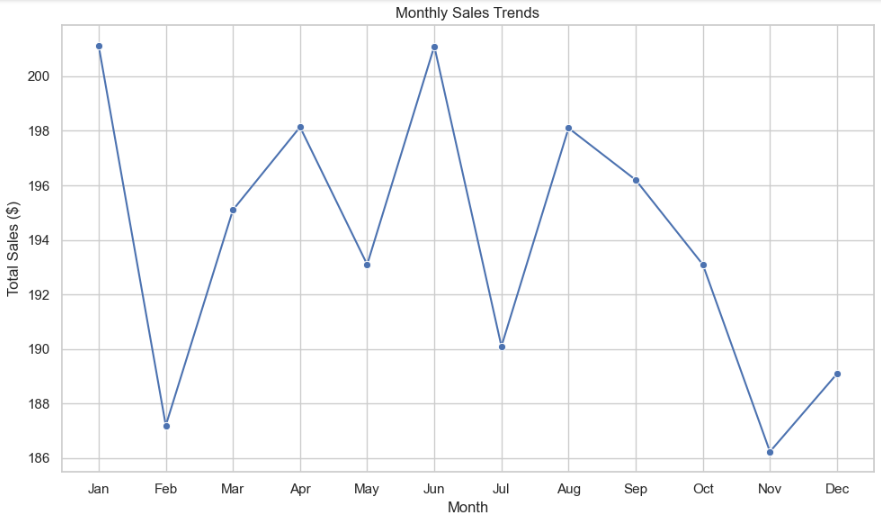 Monthly Sales Trends
Total Sales ($)
200
198
196
194
192
190
188
186
Jan Feb Mar Apr May Jun Jul Aug Sep Oct Nov Dec
Month